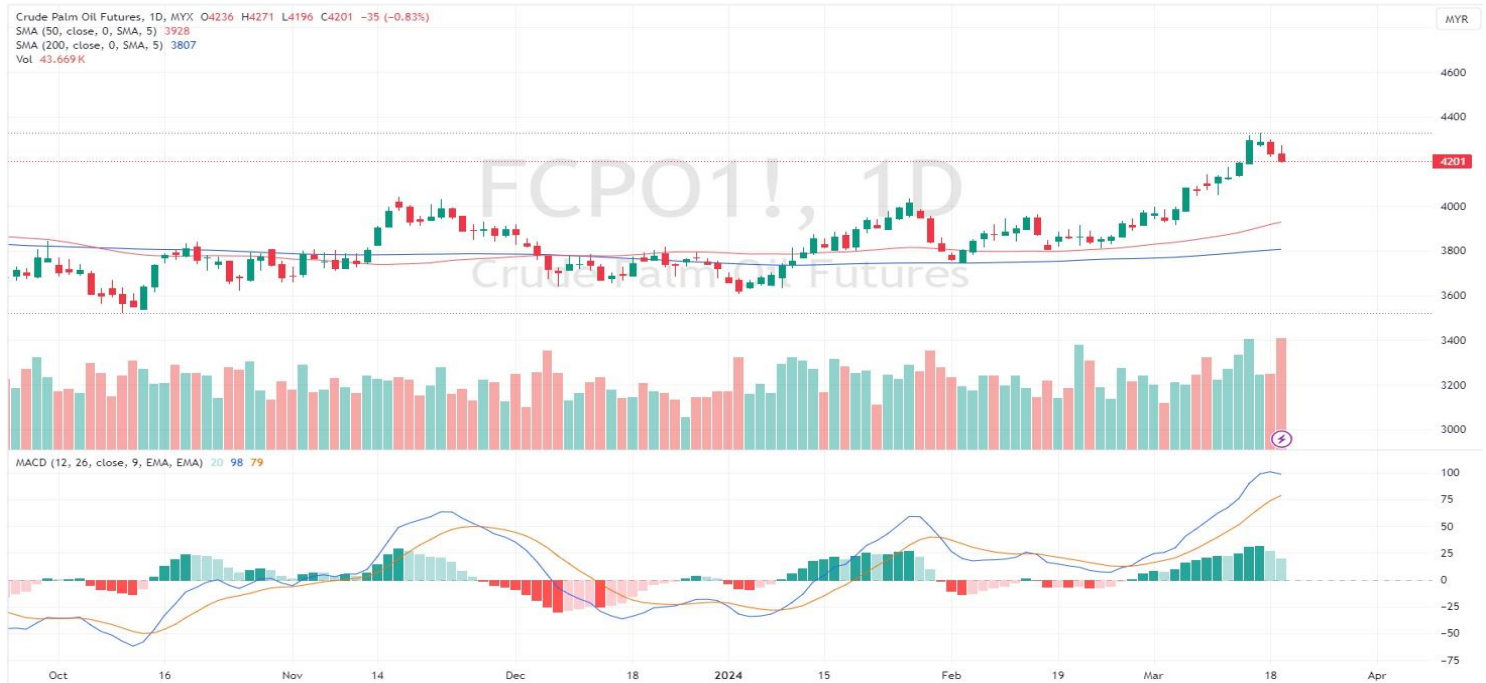 Crude Palm Oil Futures, 1D, MYX O4236 H4271 L4196 C4201 −35 (−0.83%)
MYR
SMA (50, close, 0, SMA, 5) 3928
SMA (200, close, 0, SMA, 5) 3807
Vol 43.669 K
4600
4400
4201
4000
3800
3600
3400
3200
3000
FCPO1!, 1D
Crude Palm Oil Futures
MACD (12, 26, close, 9, EMA, EMA) 20 98 79
100
75
50
25
0
−25
−50
−75
Oct 16 Nov 14 Dec 18 2024 15 Feb 19 Mar 18 Apr